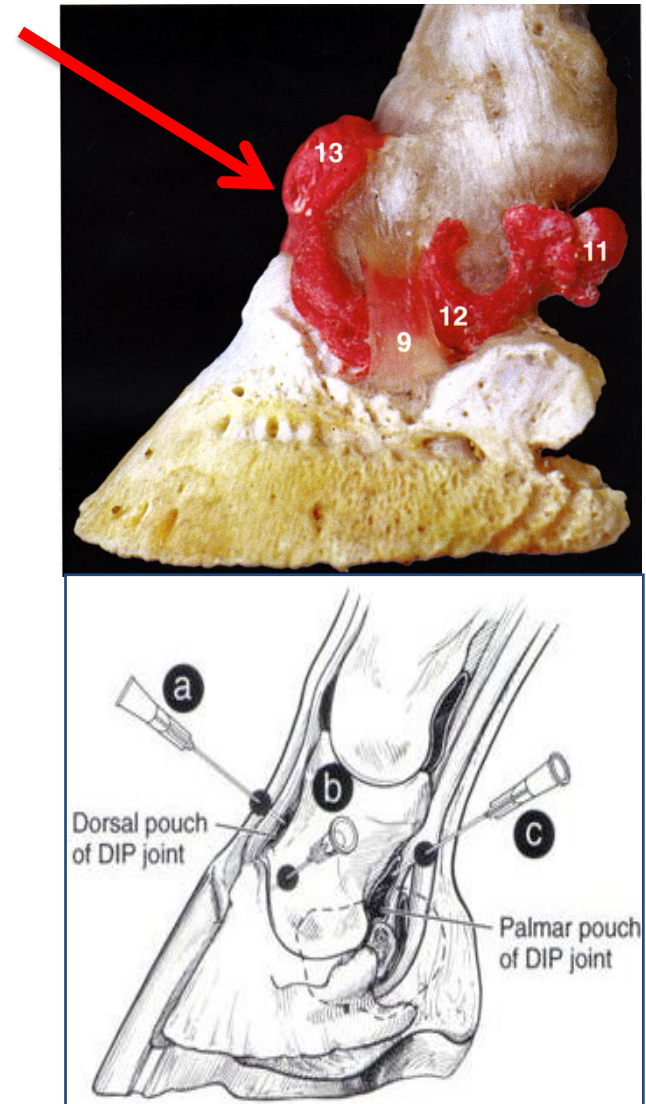 13
11
12
9
a
b
Dorsal pouch
of DIP joint
c
Palmar pouch
of DIP joint